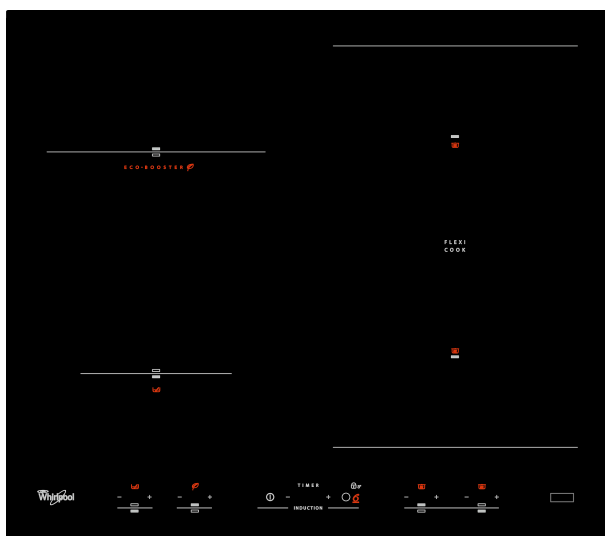 ECO-BOOSTER
FLEXI
COOK
Whirlpool
TIMER
- + - + - + - + - +
INDUCTION